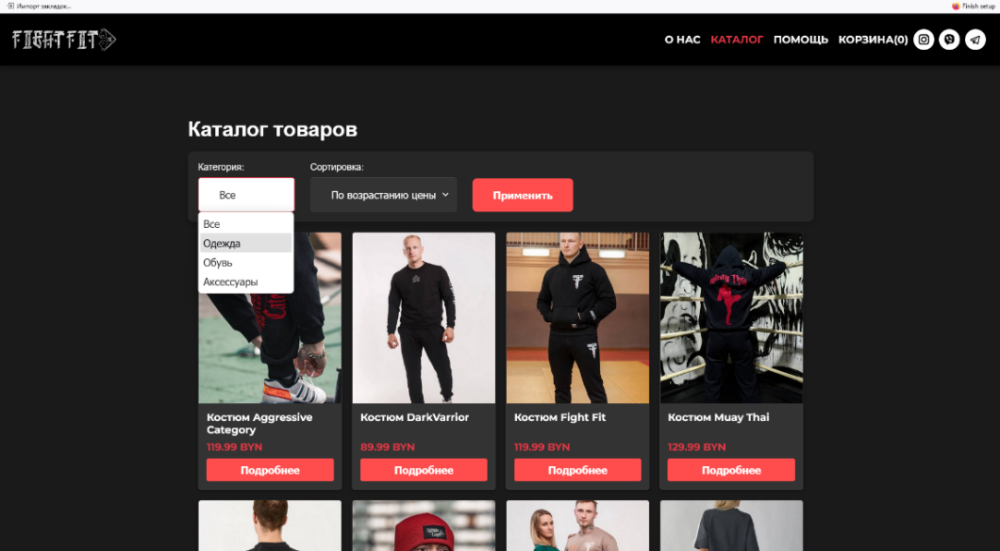 Импорт закладок...
Finish setup
FIGHTFIT
О НАС КАТАЛОГ ПОМОЩЬ КОРЗИНА(0)
Каталог товаров
Категория:
Сортировка:
Все
По возрастанию цены
Применить
Все
Одежда
Обувь
Аксессуары
Костюм Aggressive
Category
119.99 BYN
Подробнее
Костюм DarkVarrior
89.99 BYN
Подробнее
Костюм Fight Fit
119.99 BYN
Подробнее
Костюм Muay Thai
129.99 BYN
Подробнее